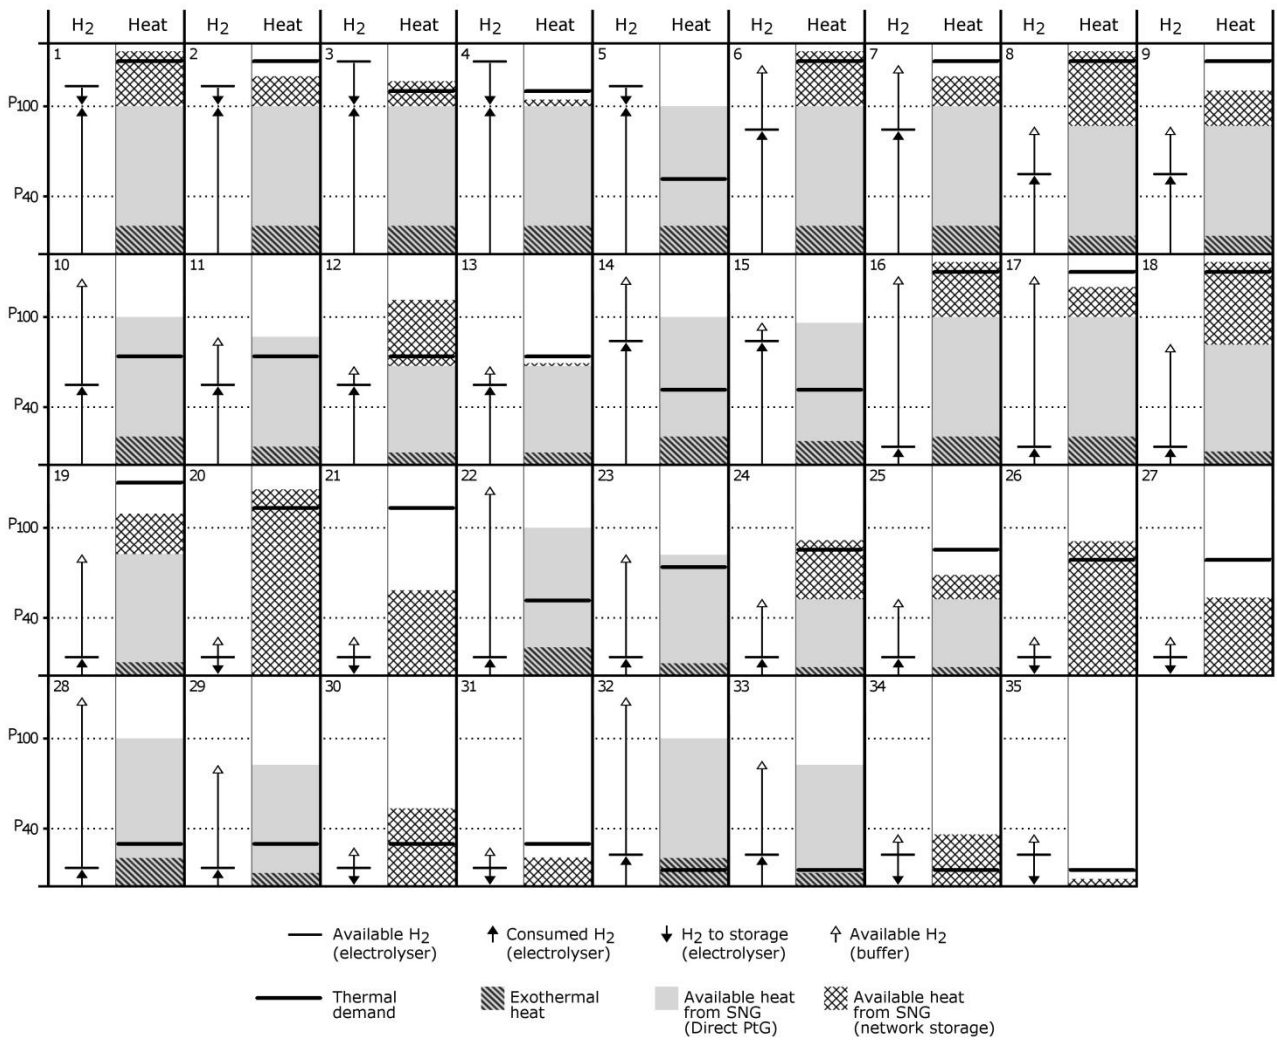 H2 Heat H2 Heat H2 Heat H2 Heat H2 Heat H2 Heat H2 Heat H2 Heat H2 Heat
1 2 3 4 5 6 7 8 9
P100
P40
10 11 12 13 14 15 16 17 18
P100
P40
19 20 21 22 23 24 25 26 27
P100
P40
28 29 30 31 32 33 34 35
P100
P40
Available H2
(electrolyser)
Consumed H2
(electrolyser)
H2 to storage
(electrolyser)
Available H2
(buffer)
Thermal
demand
Exothermal
heat
Available heat
from SNG
(Direct PtG)
Available heat
from SNG
(network storage)